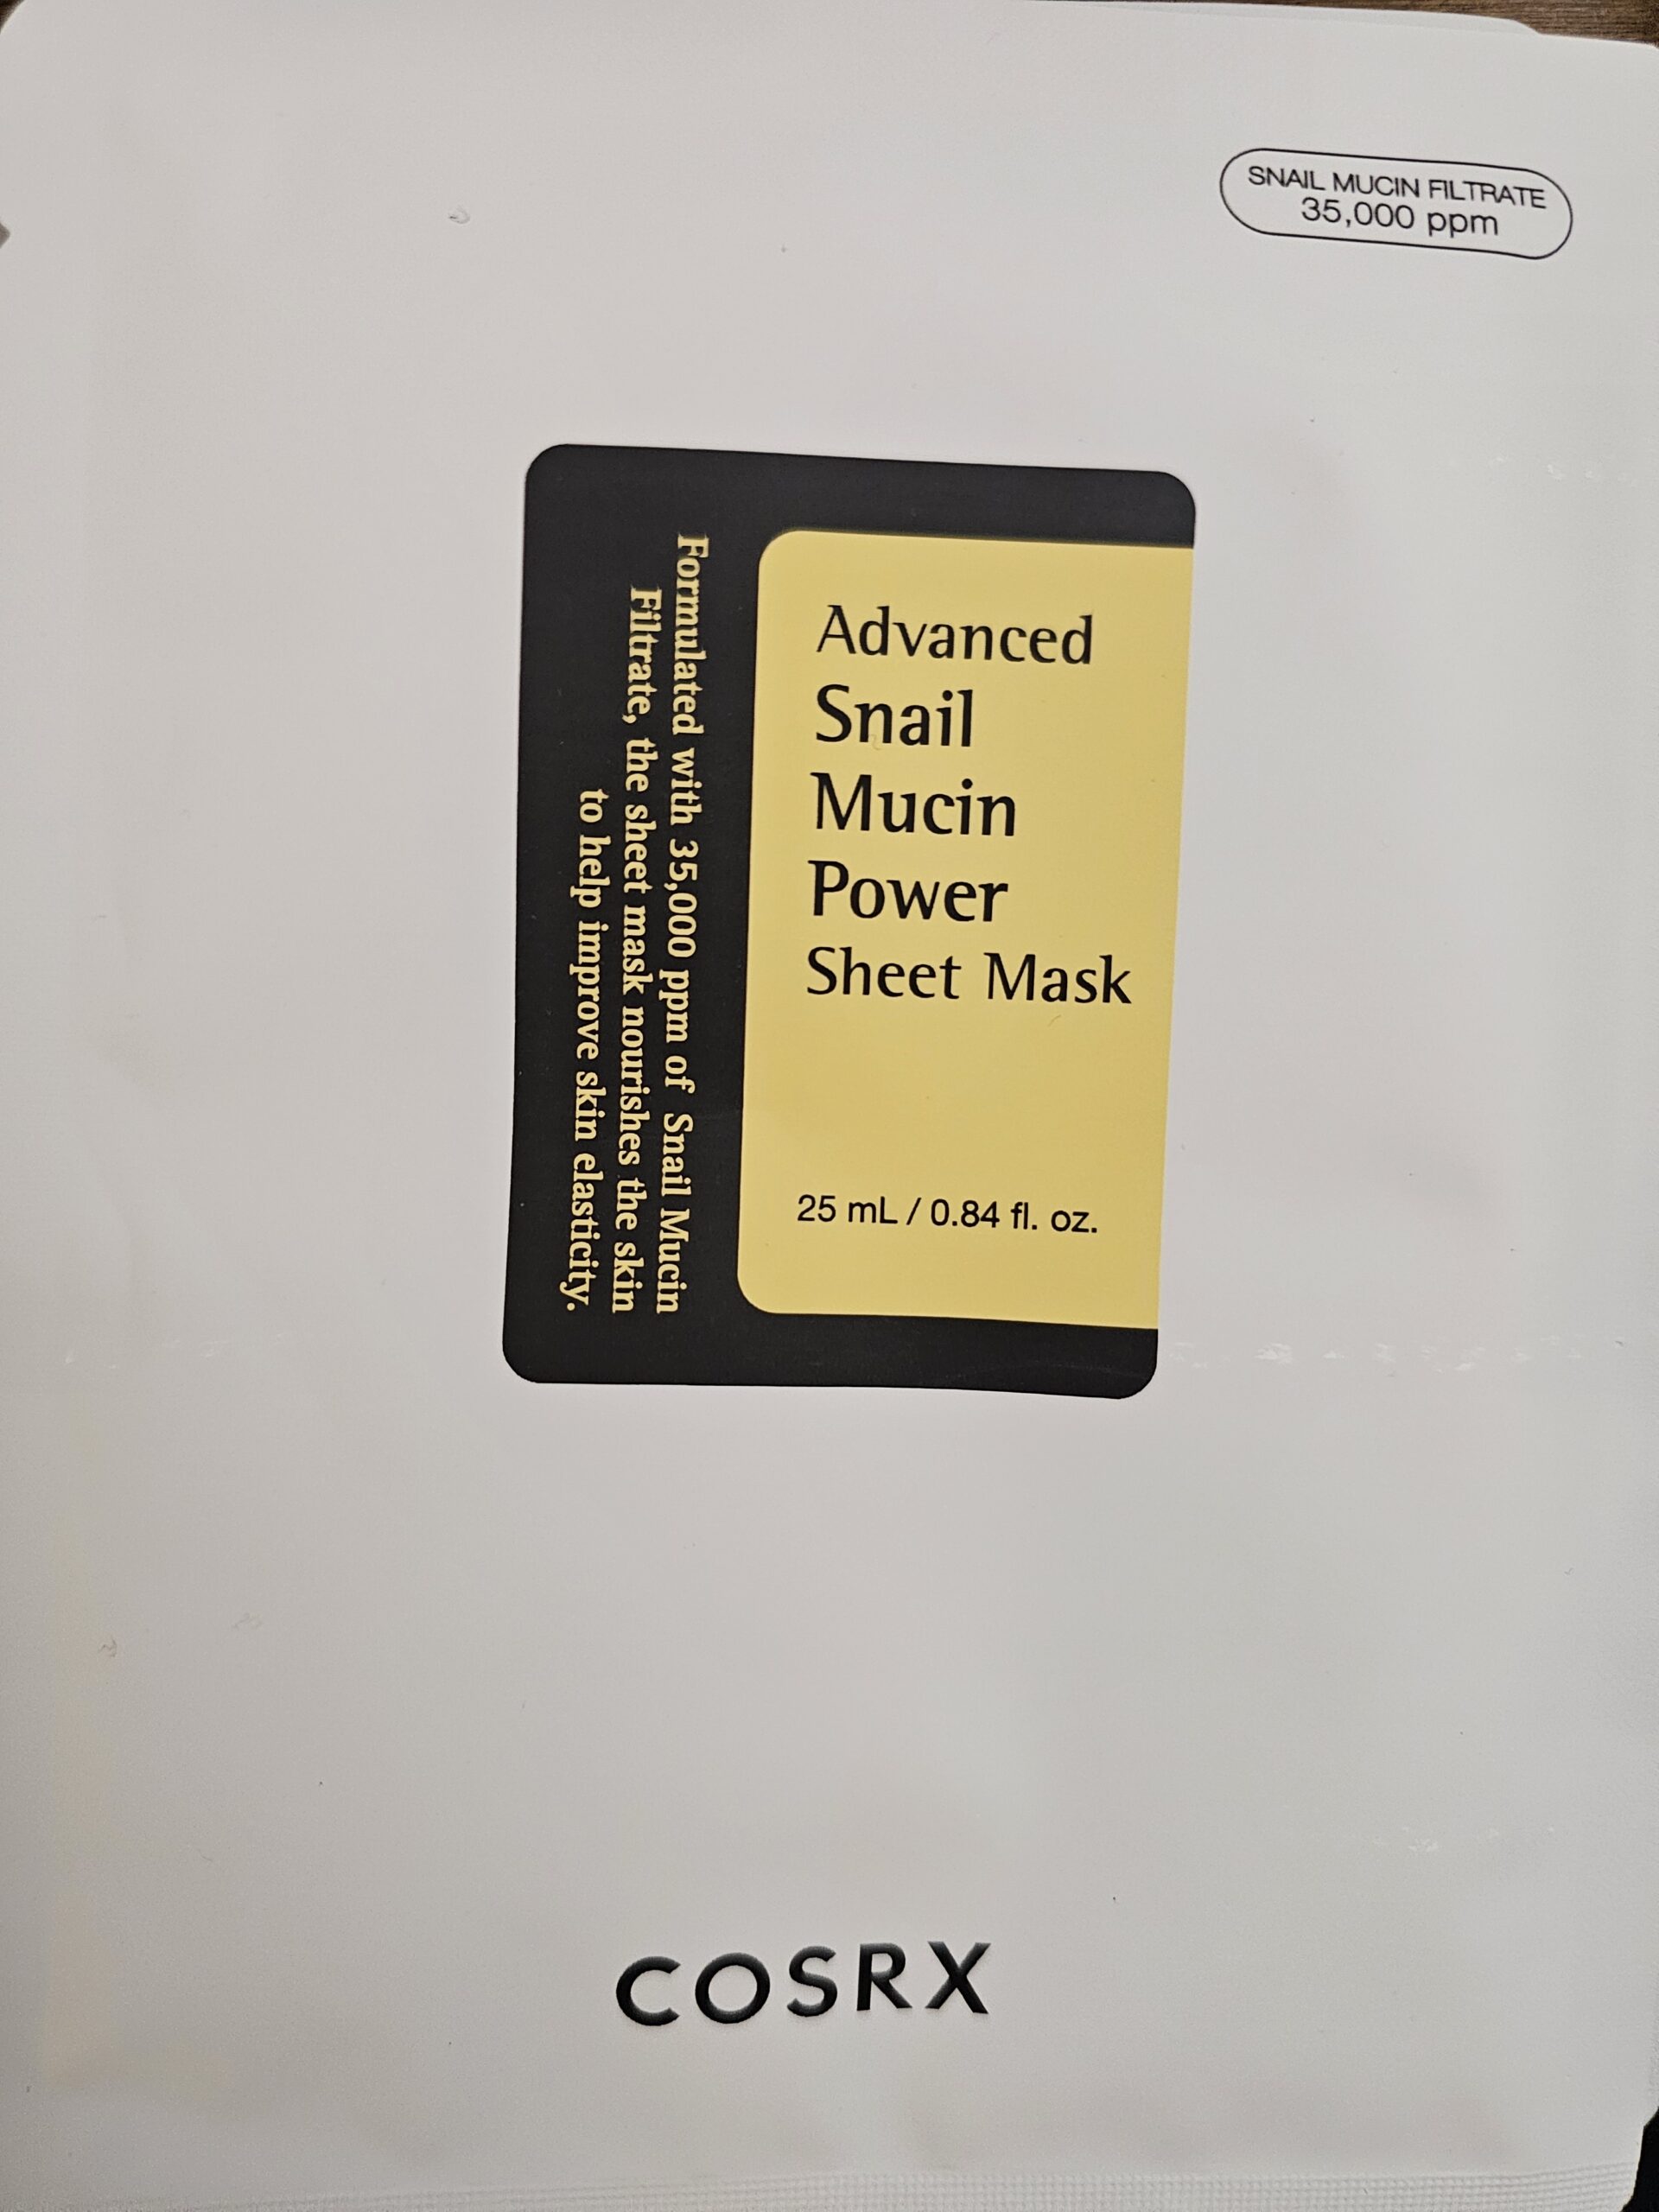 SNAIL MUCIN FILTRATE
35,000 ppm
Advanced
Snail
Mucin
Power
Sheet Mask
25 mL / 0.84 fl. oz.
Formulated with 35,000 ppm of Snail Mucin
Filtrate, the sheet mask nourishes the skin
to help improve skin elasticity.
COSRX